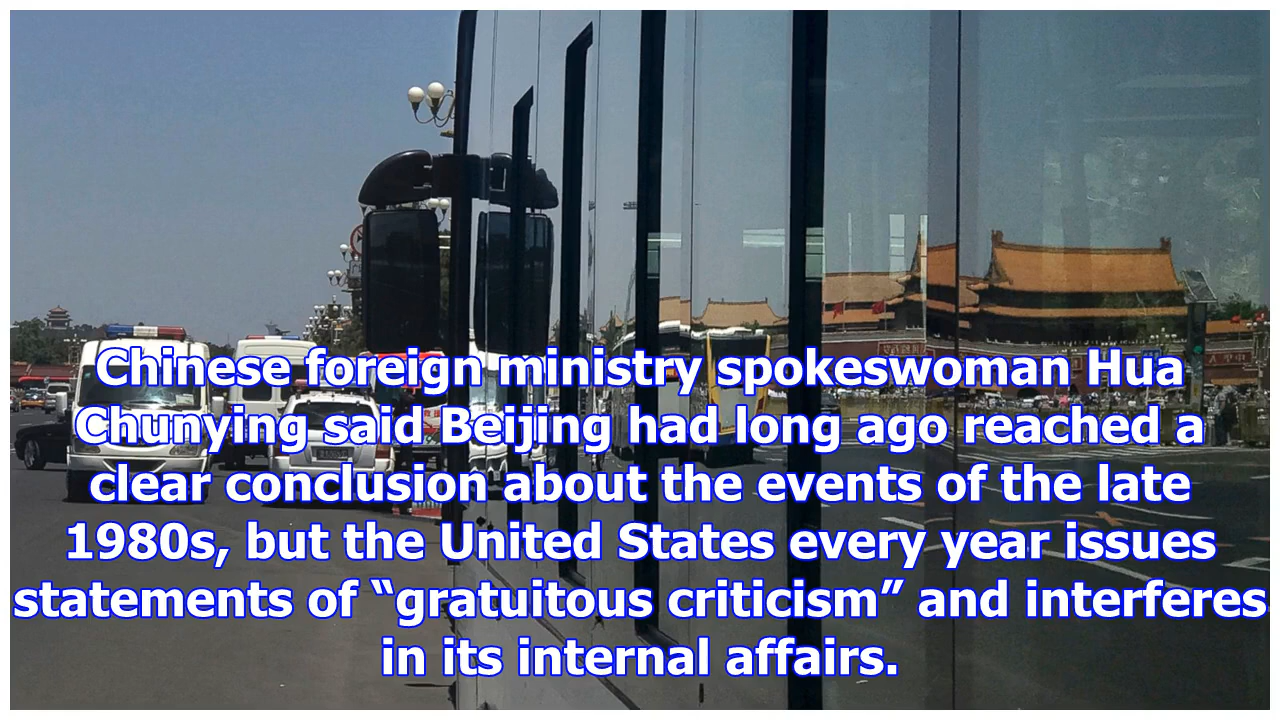 Chinese foreign ministry spokeswoman Hua
Chunying said Beijing had long ago reached a
clear conclusion about the events of the late
1980s, but the United States every year issues
statements of “gratuitous criticism” and interferes
in its internal affairs.